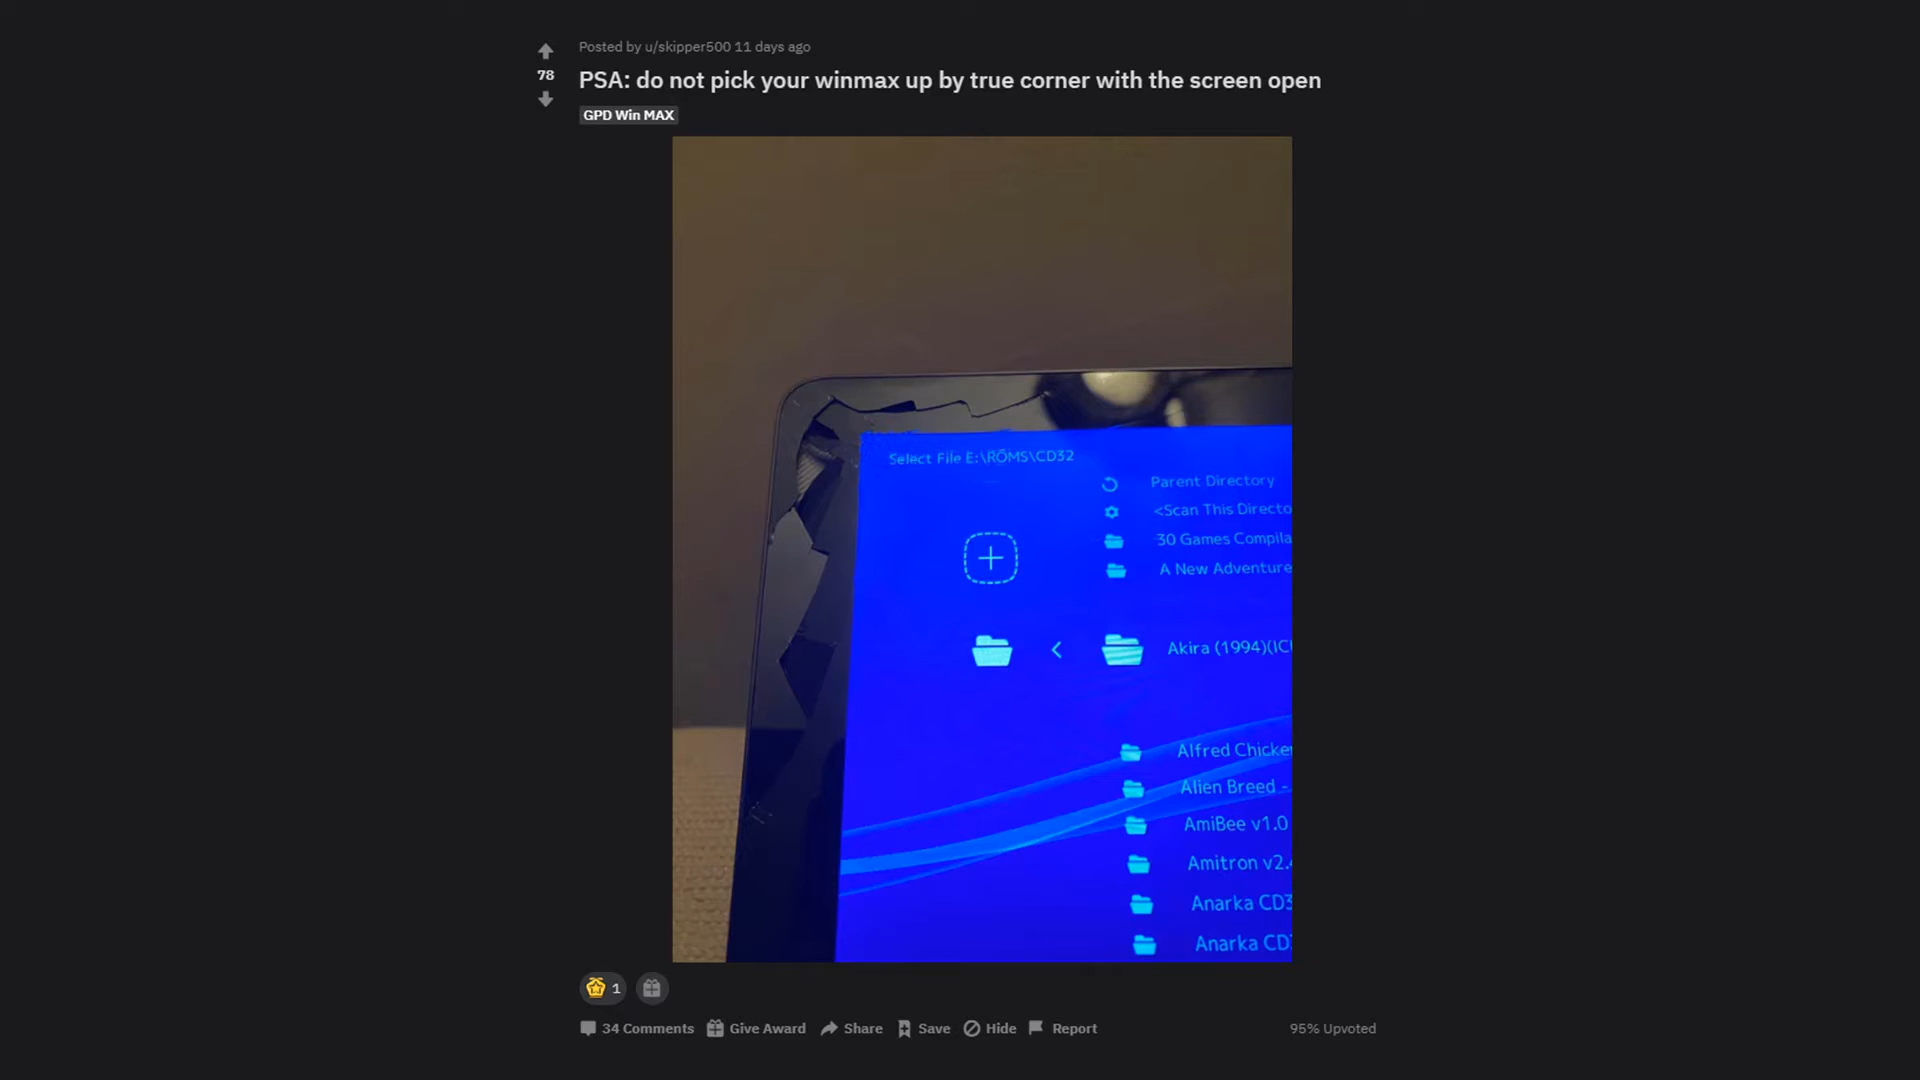 Posted by u/skipper500 11 days ago
78
PSA: do not pick your winmax up by true corner with the screen open
GPD Win MAX
Select File E:\ROMS\CD32
Parent Directory
<Scan This Directo
30 Games Compila
A New Adventure
Akira (1994)(IC
Alfred Chicke
Alien Breed -
AmiBee v1.0
Amitron v2.
Anarka CD3
Anarka CD
1
34 Comments Give Award Share Save Hide Report 95% Upvoted